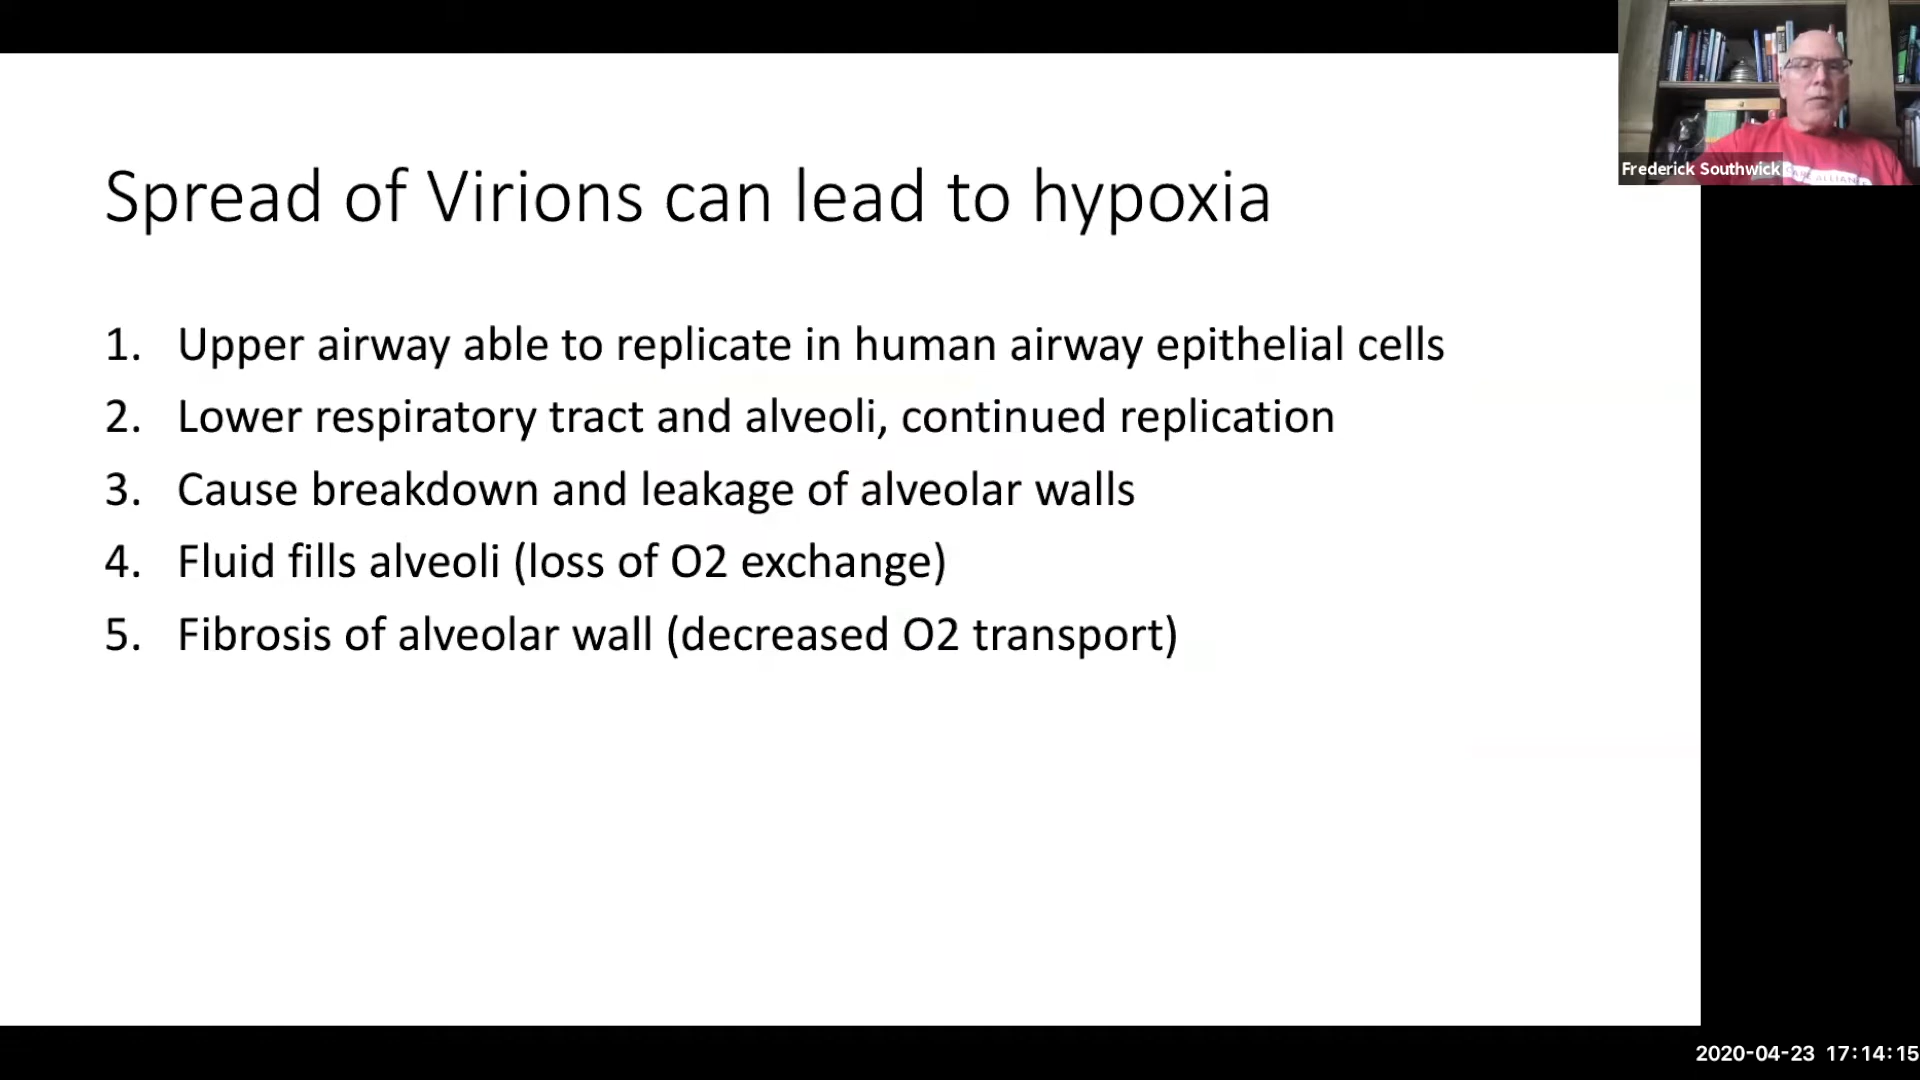 Spread of Virions can lead to hypoxia
1. Upper airway able to replicate in human airway epithelial cells
2. Lower respiratory tract and alveoli, continued replication
3. Cause breakdown and leakage of alveolar walls
4. Fluid fills alveoli (loss of O2 exchange)
5. Fibrosis of alveolar wall (decreased O2 transport)
Frederick Southwick
2020-04-23 17:14:15